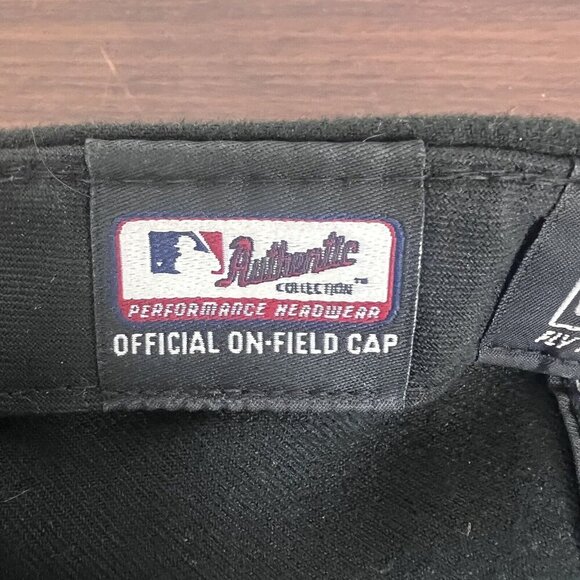 Authentic
COLLECTION™
PERFORMANCE HEADWEAR
OFFICIAL ON-FIELD CAP